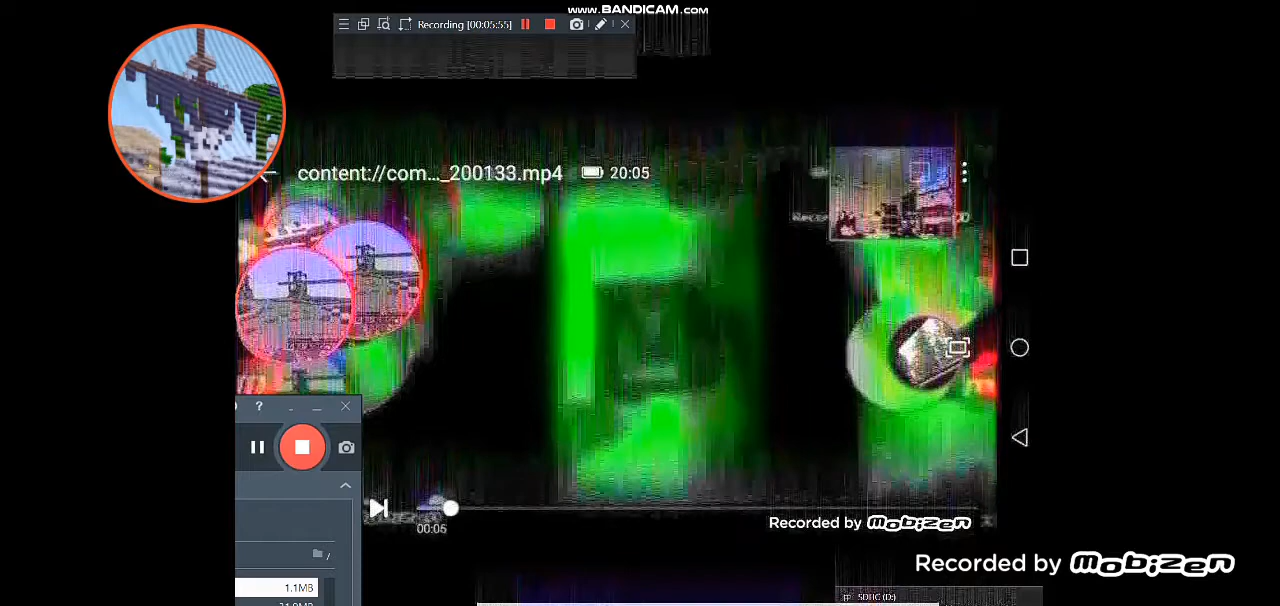 www.BANDICAM.com
Recording [00:05:55]
content://com..._200133.mp4 20:05
?
00:05
Recorded by mobizen
Recorded by mobizen
/
1.1MB
SDHC (D:)